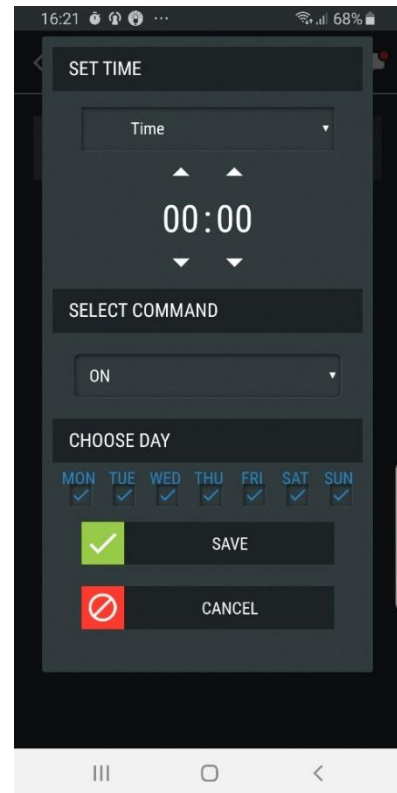 16:21 ... 68%
SET TIME
Time
00:00
SELECT COMMAND
ON
CHOOSE DAY
MON TUE WED THU FRI SAT SUN
SAVE
CANCEL